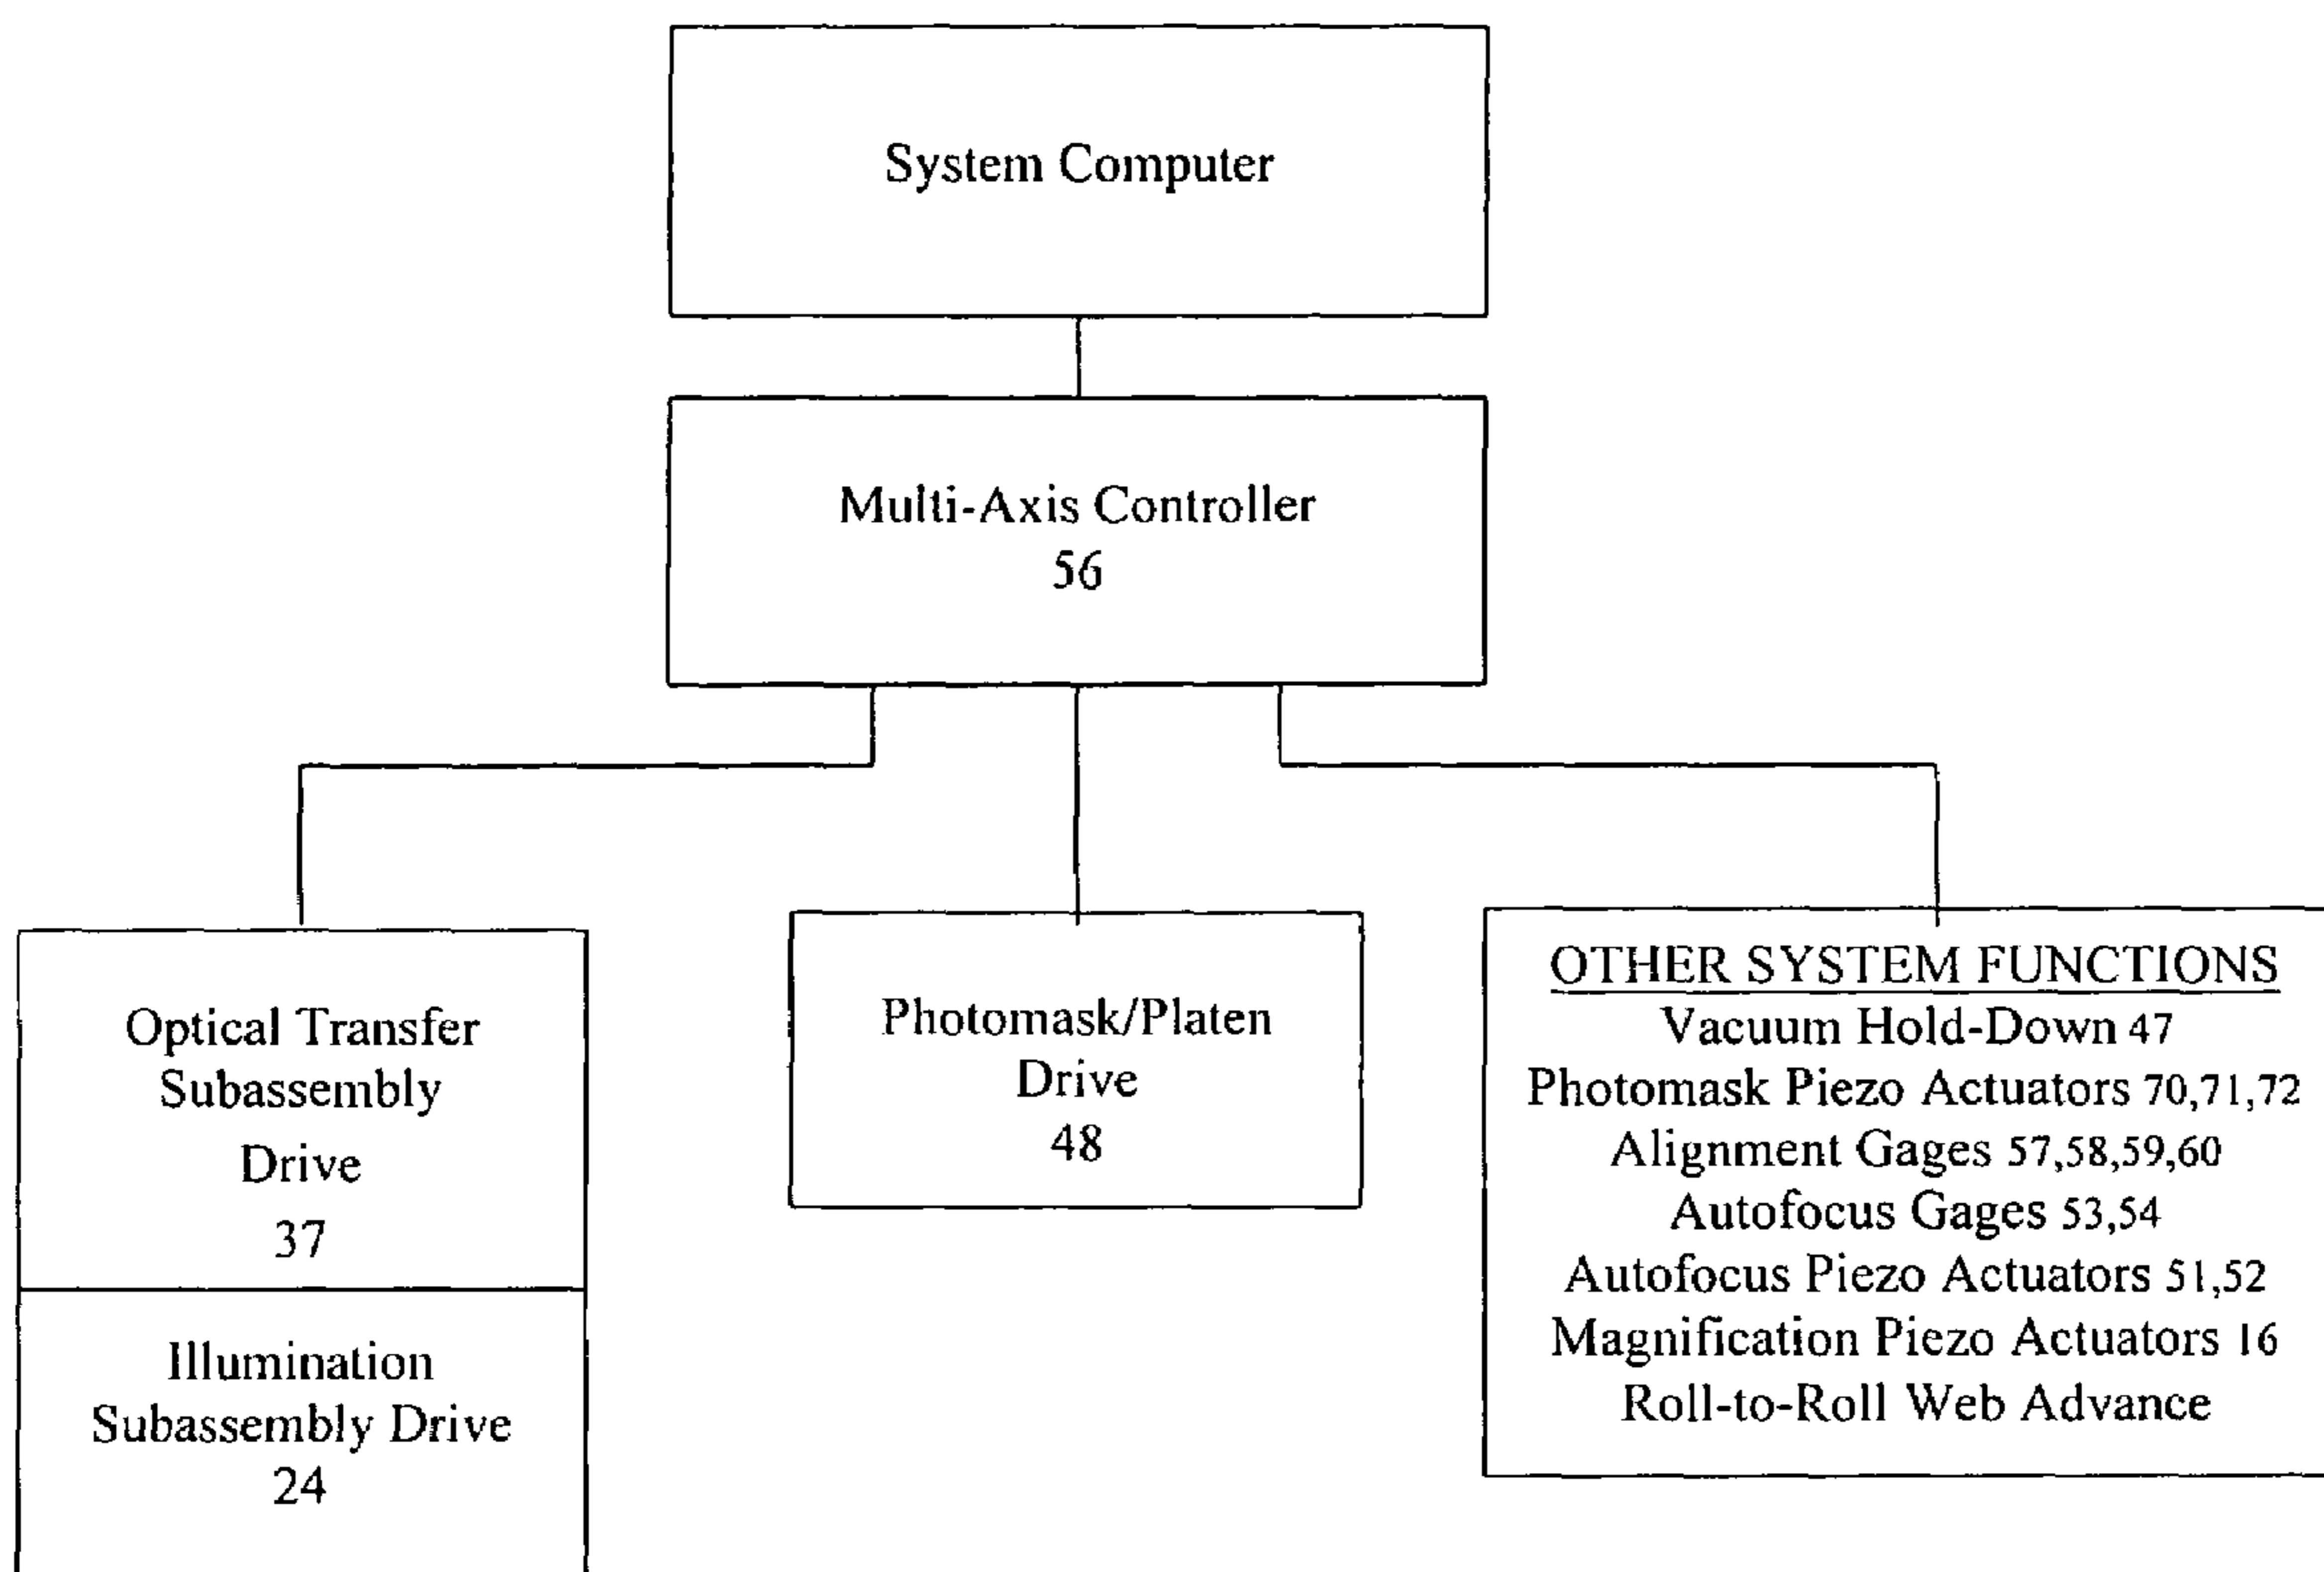 System Computer
Multi-Axis Controller
56
Optical Transfer
Subassembly
Drive
37
Illumination
Subassembly Drive
24
Photomask/Platen
Drive
48
OTHER SYSTEM FUNCTIONS
Vacuum Hold-Down 47
Photomask Piezo Actuators 70,71,72
Alignment Gages 57,58,59,60
Autofocus Gages 53,54
Autofocus Piezo Actuators 51,52
Magnification Piezo Actuators 16
Roll-to-Roll Web Advance